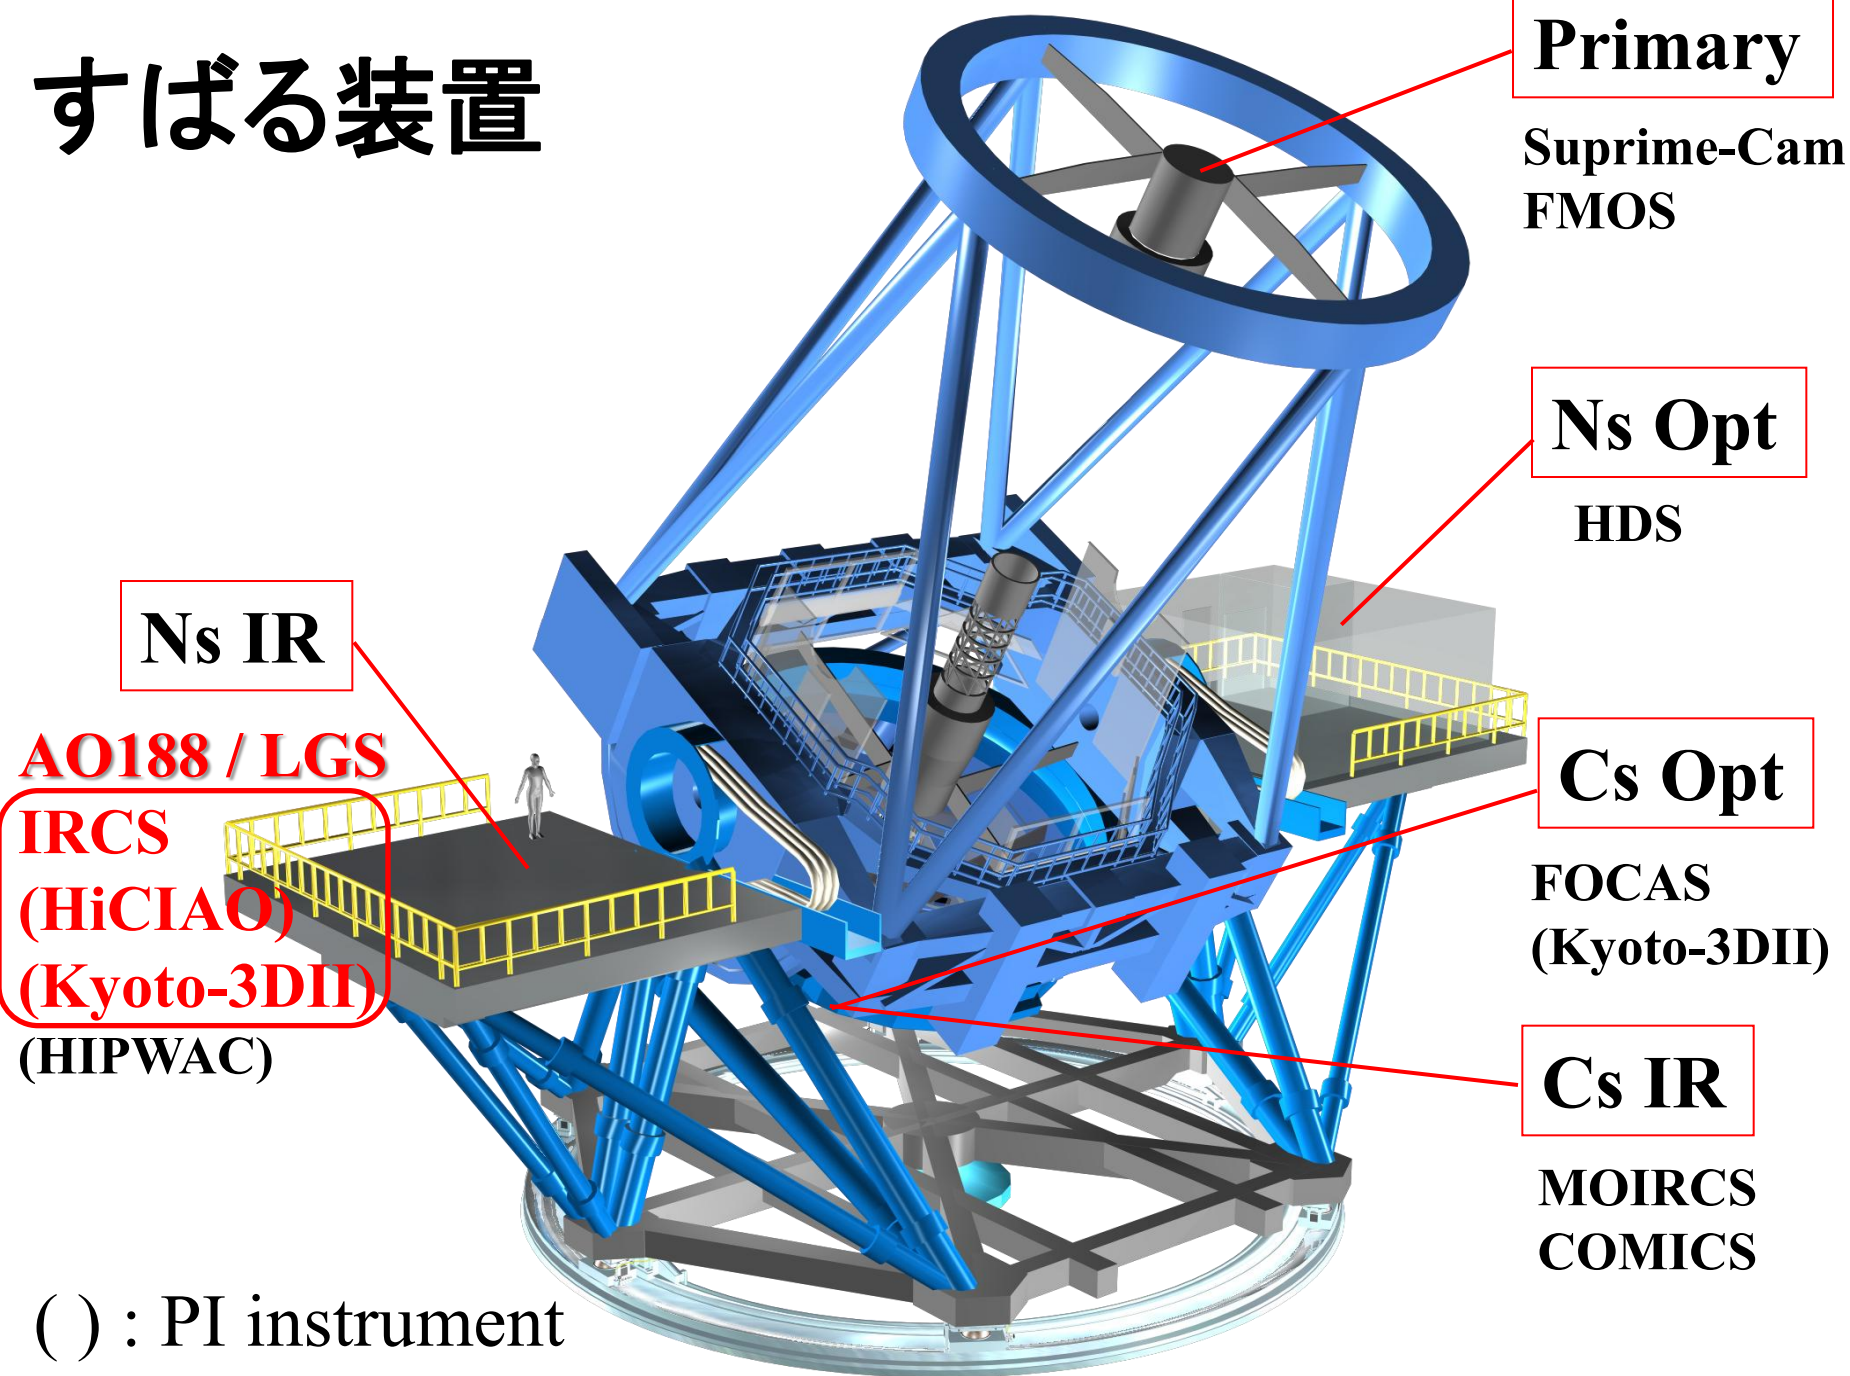 すばる装置
Primary
Suprime-Cam
FMOS
Ns Opt
HDS
Ns IR
AO188 / LGS
IRCS
(HiCIAO)
(Kyoto-3DII)
(HIPWAC)
Cs Opt
FOCAS
(Kyoto-3DII)
Cs IR
MOIRCS
COMICS
( ) : PI instrument